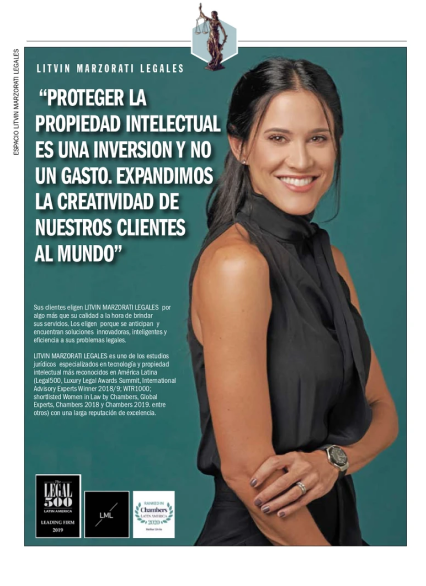 ESPACIO LITVIN MARZORATI LEGALES
LITVIN MARZORATI LEGALES
“PROTEGER LA
PROPIEDAD INTELECTUAL
ES UNA INVERSION Y NO
UN GASTO. EXPANDIMOS
LA CREATIVIDAD DE
NUESTROS CLIENTES
AL MUNDO”
Sus clientes eligen LITVIN MARZORATI LEGALES por
algo más que su calidad a la hora de brindar
sus servicios. Los eligen porque se anticipan y
encuentran soluciones innovadoras, inteligentes y
eficiencia a sus problemas legales.
LITVIN MARZORATI LEGALES es uno de los estudios
jurídicos especializados en tecnología y propiedad
intelectual más reconocidos en América Latina
(Legal500, Luxury Legal Awards Summit, International
Advisory Experts Winner 2018/9; WTR1000;
shortlisted Women in Law by Chambers, Global
Experts, Chambers 2018 y Chambers 2019. entre
otros) con una larga reputación de excelencia.
The
LEGAL
500
LATIN AMERICA
LEADING FIRM
2019
LML
RANKED IN
Chambers
LATIN AMERICA
2020